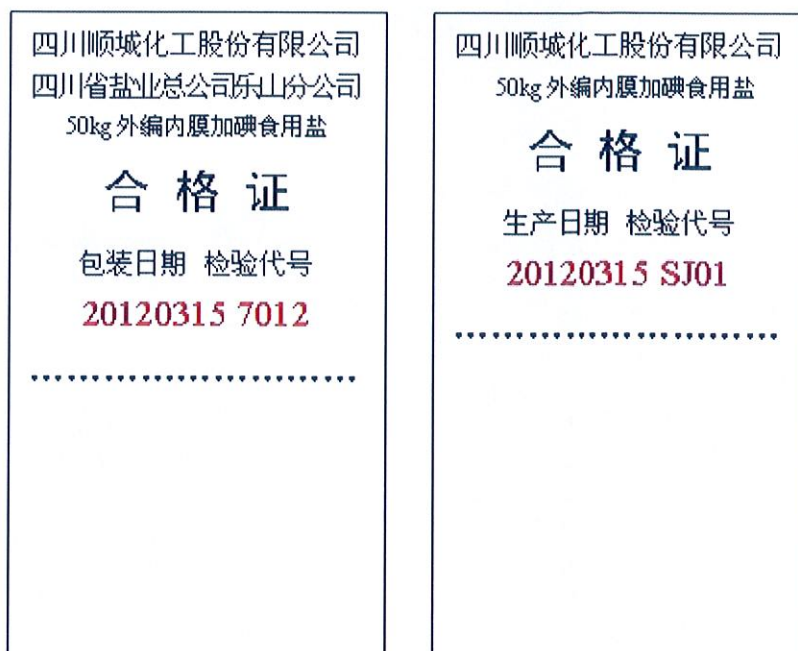 四川顺城化工股份有限公司
四川省盐业总公司乐山分公司
50kg 外编内膜加碘食用盐
合 格 证
包装日期 检验代号
20120315 7012
四川顺城化工股份有限公司
50kg 外编内膜加碘食用盐
合 格 证
生产日期 检验代号
20120315 SJ01